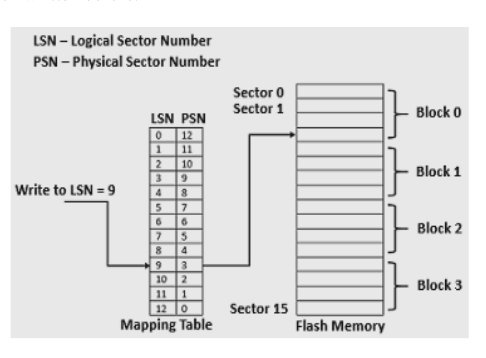 LSN – Logical Sector Number
PSN – Physical Sector Number
Sector 0
Sector 1
Block 0
LSN PSN
0 12
1 11
2 10
3 9
4 8
5 7
6 6
7 5
8 4
9 3
10 2
11 1
12 0
Write to LSN = 9
Block 1
Block 2
Block 3
Sector 15
Mapping Table
Flash Memory